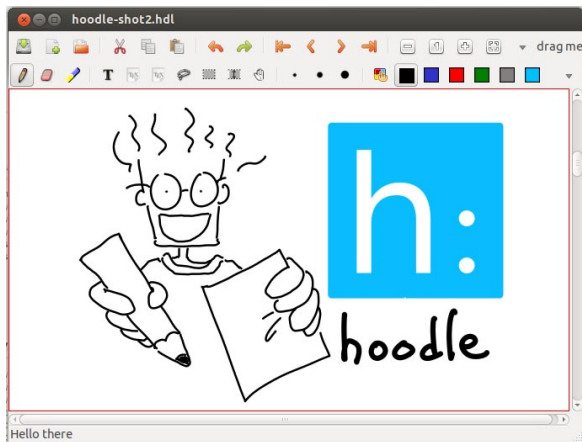 hoodle-shot2.hdl
drag me
T
h:
hoodle
Hello there